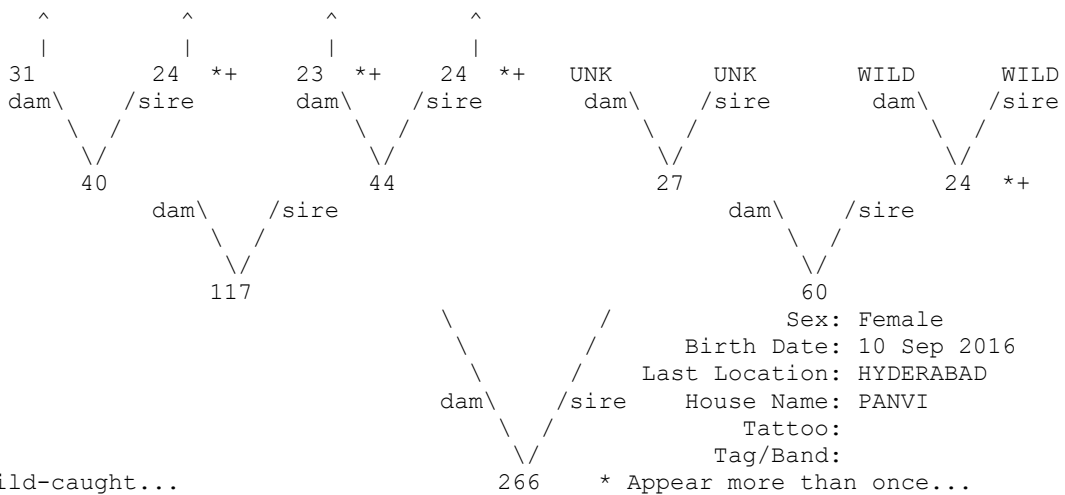 ^ ^ ^ ^
| | | |
31 24 *+ 23 *+ 24 *+ UNK UNK WILD WILD
dam\ /sire dam\ /sire dam\ /sire dam\ /sire
\ / \ / \ / \ /
\/ \/ \/ \/
40 44 27 24 *+
dam\ /sire dam\ /sire
\ / \ /
\/ \/
117 60
\ / Sex: Female
\ / Birth Date: 10 Sep 2016
\ / Last Location: HYDERABAD
dam\ /sire House Name: PANVI
\ / Tattoo:
\/ Tag/Band:
ild-caught... 266 * Appear more than once...